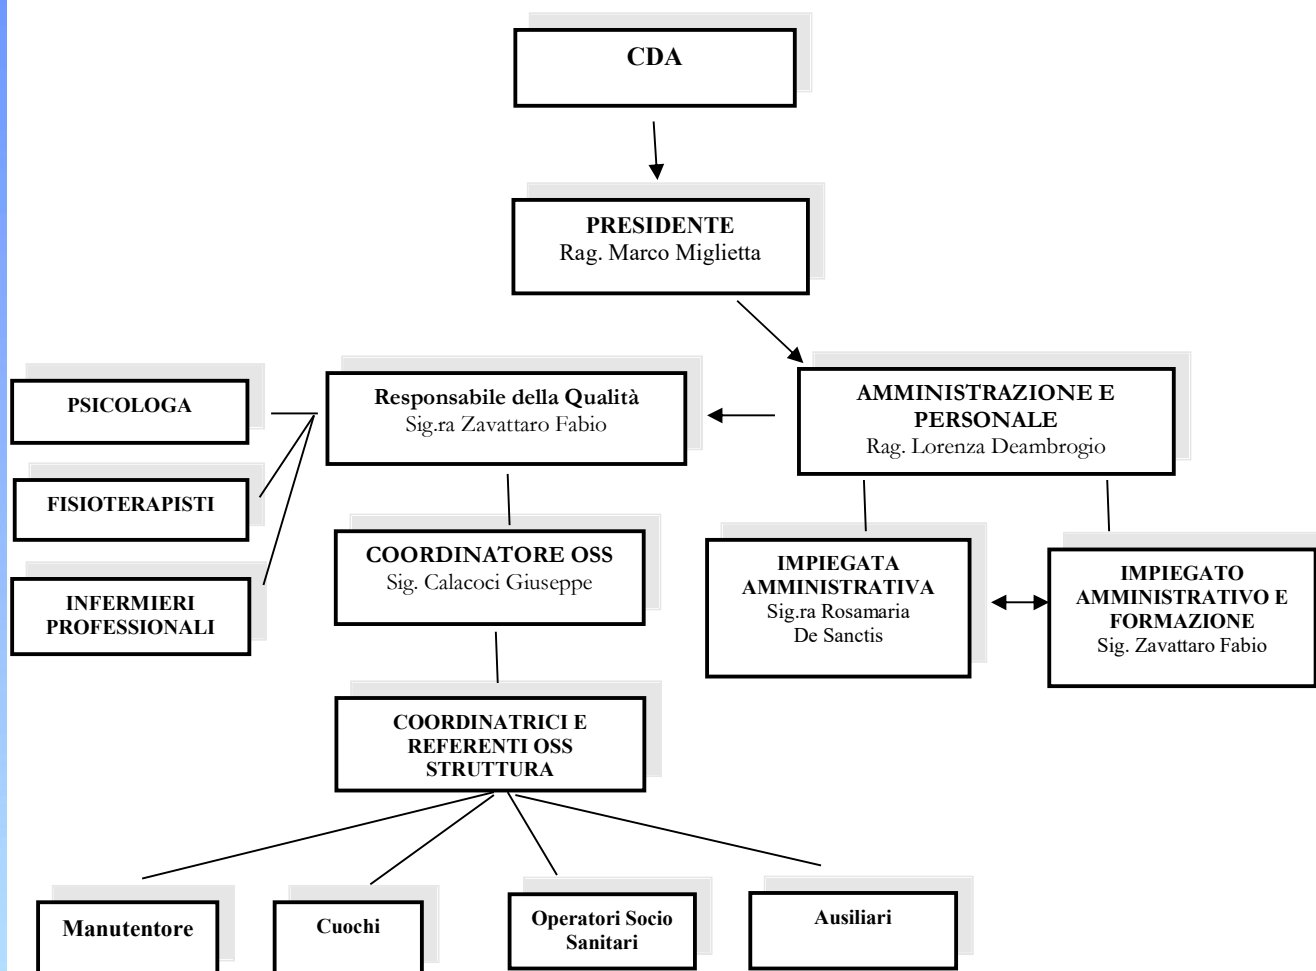 CDA
PRESIDENTE
Rag. Marco Miglietta
PSICOLOGA
Responsabile della Qualità
Sig.ra Zavattaro Fabio
AMMINISTRAZIONE E
PERSONALE
Rag. Lorenza Deambrogio
FISIOTERAPISTI
INFERMIERI
PROFESSIONALI
COORDINATORE OSS
Sig. Calacoci Giuseppe
IMPIEGATA
AMMINISTRATIVA
Sig.ra Rosamaria
De Sanctis
IMPIEGATO
AMMINISTRATIVO E
FORMAZIONE
Sig. Zavattaro Fabio
COORDINATRICI E
REFERENTI OSS
STRUTTURA
Manutentore
Cuochi
Operatori Socio
Sanitari
Ausiliari